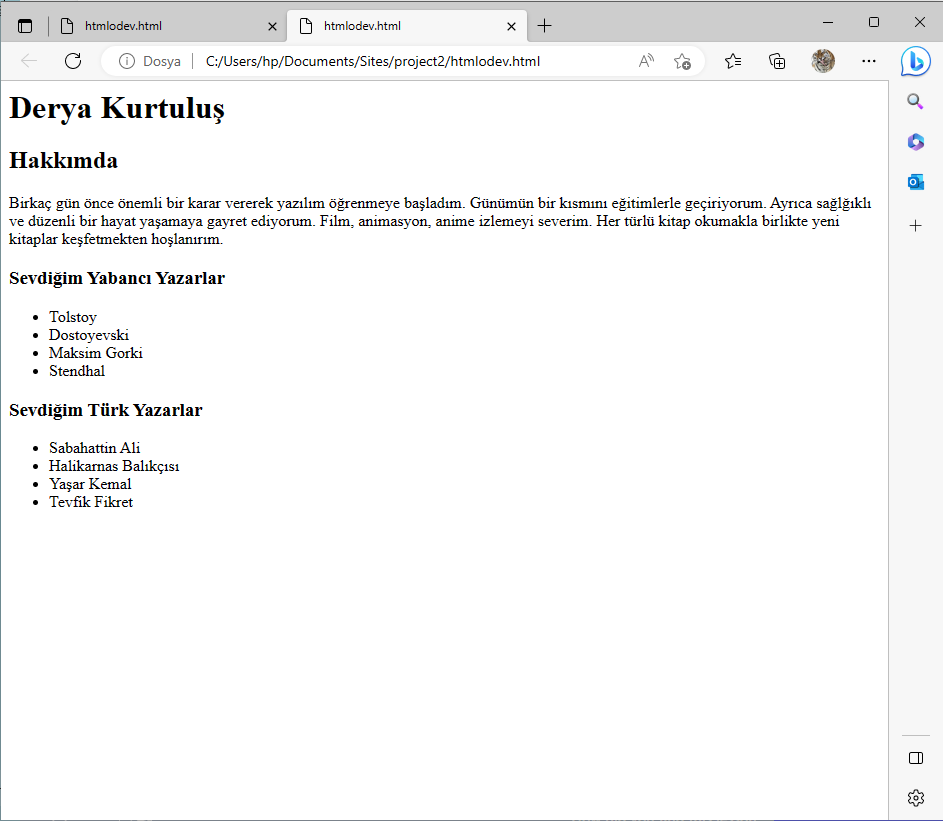 htmlodev.html
htmlodev.html
Dosya
C:/Users/hp/Documents/Sites/project2/htmlodev.html
Derya Kurtuluş
Hakkımda
Birkaç gün önce önemli bir karar vererek yazılım öğrenmeye başladım. Günümün bir kısmını eğitimlerle geçiriyorum. Ayrıca sağlğıklı
ve düzenli bir hayat yaşamaya gayret ediyorum. Film, animasyon, anime izlemeyi severim. Her türlü kitap okumakla birlikte yeni
kitaplar keşfetmekten hoşlanırım.
Sevdiğim Yabancı Yazarlar
Tolstoy
Dostoyevski
Maksim Gorki
Stendhal
Sevdiğim Türk Yazarlar
Sabahattin Ali
Halikarnas Balıkçısı
Yaşar Kemal
Tevfik Fikret